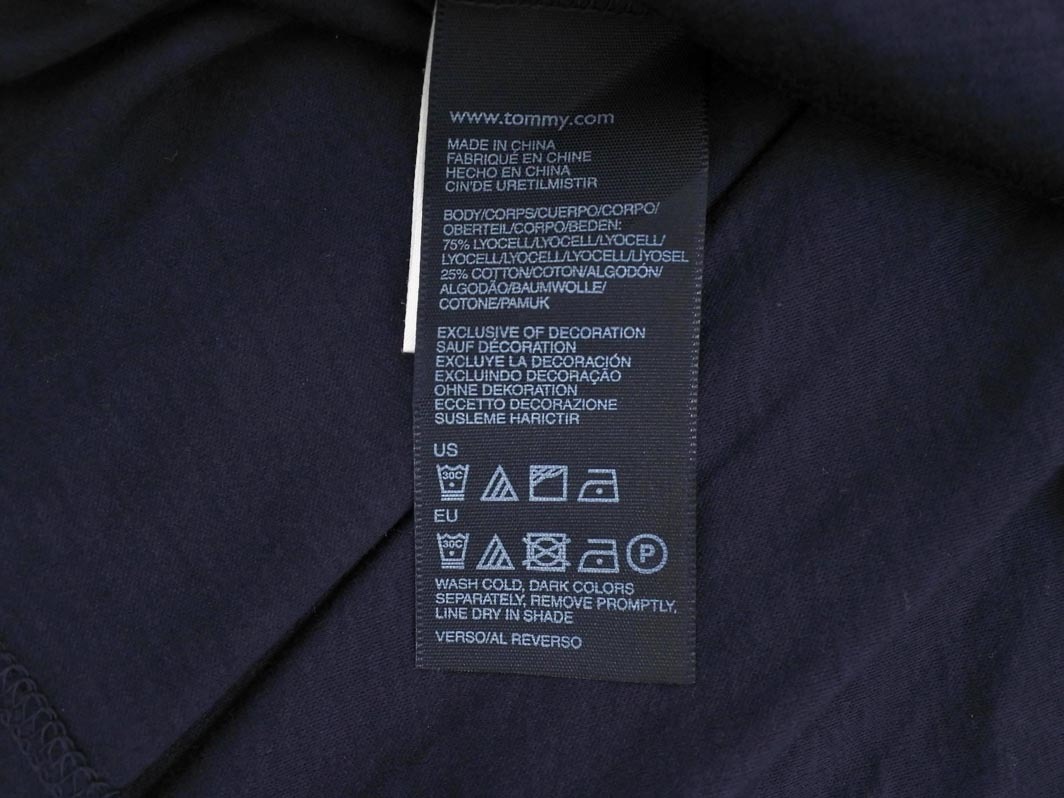 www.tommy.com
MADE IN CHINA
FABRIQUÉ EN CHINE
HECHO EN CHINA
CIN'DE URETILMISTIR
BODY/CORPS/CUERPO/CORPO/
OBERTEIL/CORPO/BEDEN:
75% LYOCELL/LYOCELL/LYOCELL/
LYOCELL/LYOCELL/LYOCELL/LIYOSEL
25% COTTON/COTON/ALGODÓN/
ALGODÃO/BAUMWOLLE/
COTONE/PAMUK
EXCLUSIVE OF DECORATION
SAUF DÉCORATION
EXCLUYE LA DECORACIÓN
EXCLUINDO DECORAÇÃO
OHNE DEKORATION
ECCETTO DECORAZIONE
SUSLEME HARICTIR
US
30C
EU
30C P
WASH COLD, DARK COLORS
SEPARATELY, REMOVE PROMPTLY,
LINE DRY IN SHADE
VERSO/AL REVERSO